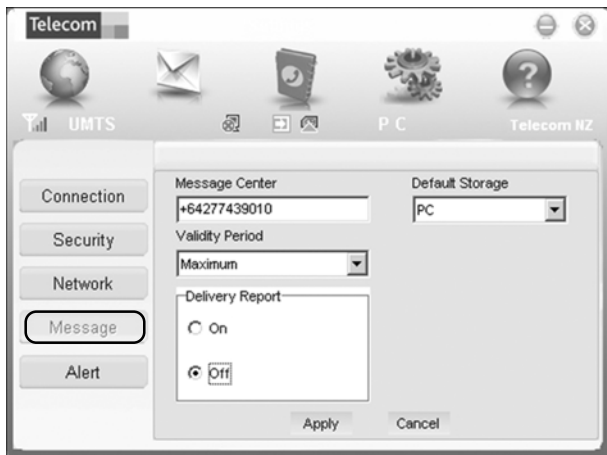 Telecom
UMTS
PC
Telecom NZ
Connection
Security
Network
Message
Alert
Message Center
+64277439010
Default Storage
PC
Validity Period
Maximum
Delivery Report
On
Off
Apply
Cancel